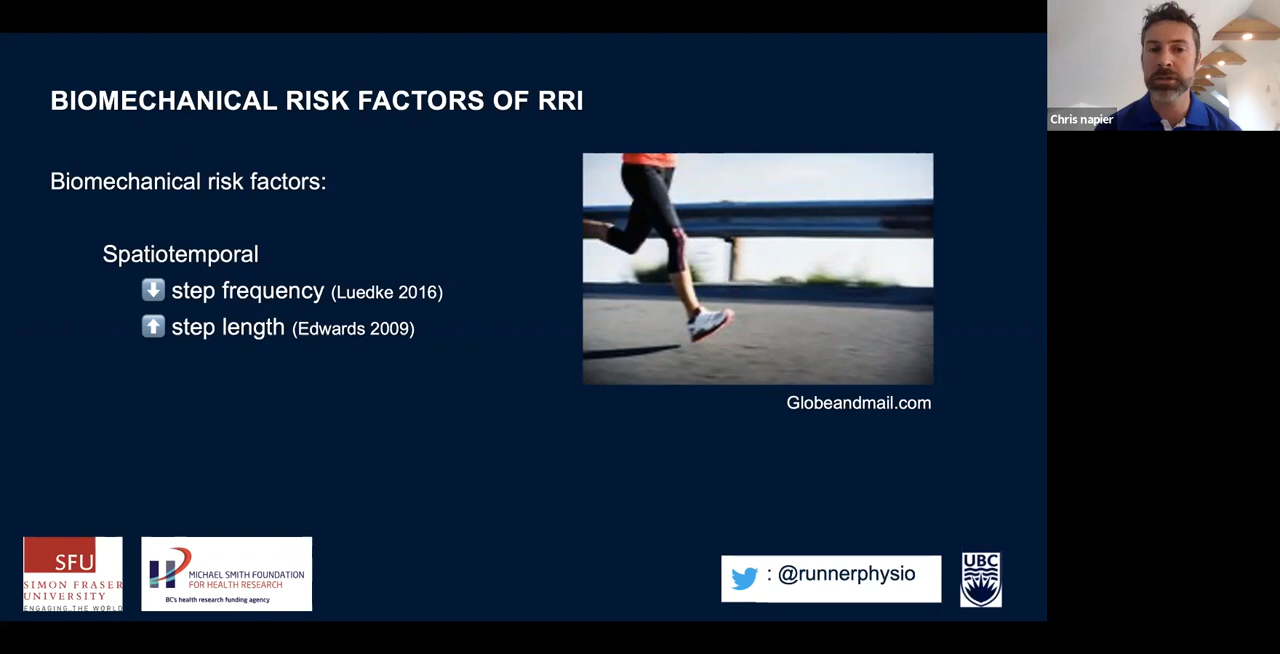 BIOMECHANICAL RISK FACTORS OF RRI
Chris napier
Biomechanical risk factors:
Spatiotemporal
step frequency (Luedke 2016)
step length (Edwards 2009)
Globeandmail.com
SFU
SIMON FRASER
UNIVERSITY
ENGAGING THE WORLD
MICHAEL SMITH FOUNDATION
FOR HEALTH RESEARCH
BC's health research funding agency
: @runnerphysio
UBC